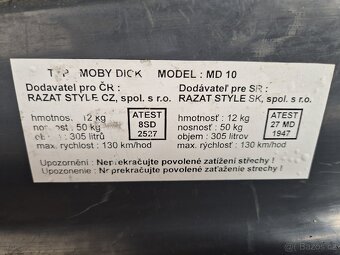 TYP: MOBY DICK MODEL : MD 10
Dodavatel pro ČR : Dodávateľ pre SR :
RAZAT STYLE CZ, spol. s r.o. RAZAT STYLE SK, spol. s r.o.
hmotnos. 12 kg ATEST hmotnosť : 12 kg ATEST
nosnost : 50 kg 8SD nosnosť : 50 kg 27 MD
objem : 305 litrů 2527 objem : 305 litrov 1947
max. rychlost : 130 km/hod max. rýchlosť : 130 km/hod
Upozornění : Nepřekračujte povolené zatížení střechy !
Upozornenie : Neprekračujte povolené zaťaženie strechy !